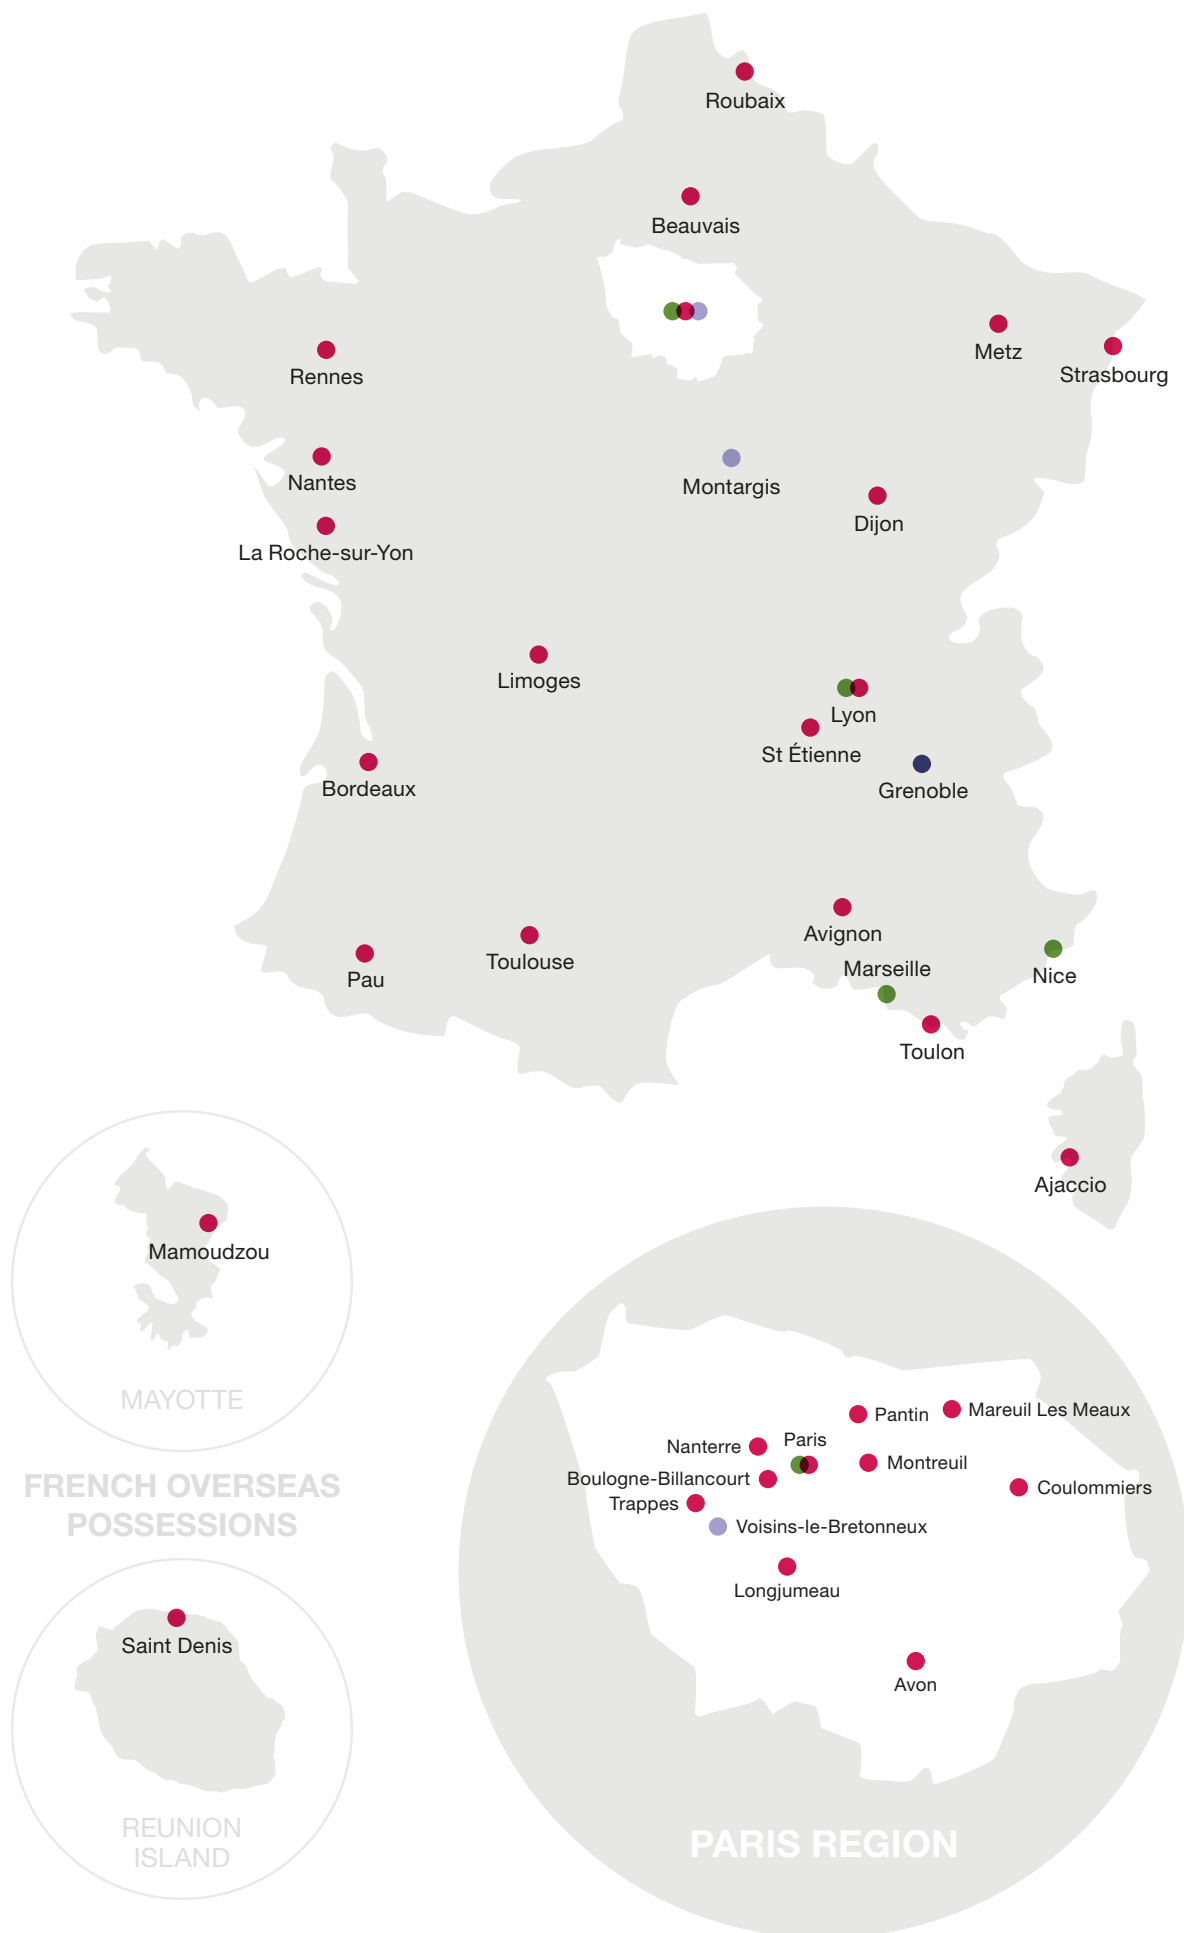 Roubaix
Beauvais
Metz
Strasbourg
Rennes
Nantes
Montargis
Dijon
La Roche-sur-Yon
Limoges
Lyon
St Étienne
Bordeaux
Grenoble
Avignon
Toulouse
Marseille
Pau
Nice
Toulon
Ajaccio
Mamoudzou
MAYOTTE
FRENCH OVERSEAS
POSSESSIONS
Saint Denis
REUNION
ISLAND
Pantin
Mareuil Les Meaux
Nanterre
Paris
Montreuil
Boulogne-Billancourt
Coulommiers
Trappes
Voisins-le-Bretonneux
Longjumeau
Avon
PARIS REGION